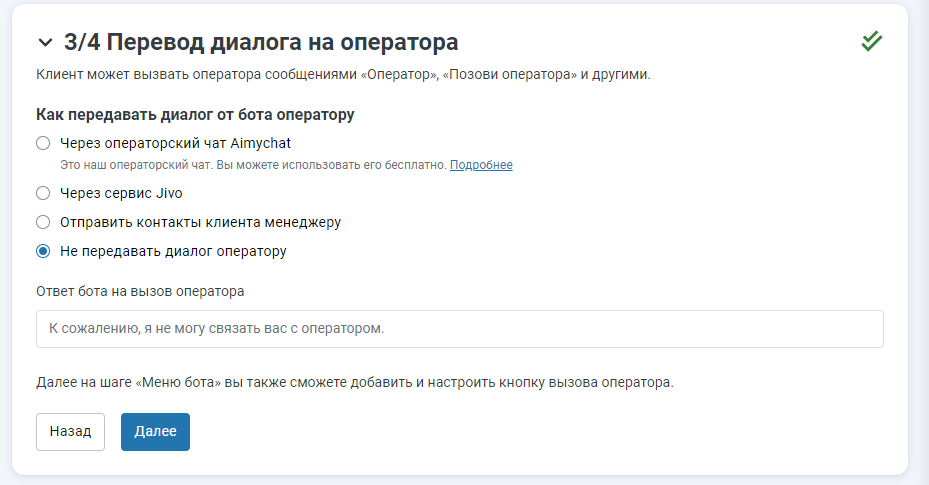 3/4 Перевод диалога на оператора
Клиент может вызвать оператора сообщениями «Оператор», «Позови оператора» и другими.
Как передавать диалог от бота оператору
Через операторский чат Aimychat
Это наш операторский чат. Вы можете использовать его бесплатно. Подробнее
Через сервис Jivo
Отправить контакты клиента менеджеру
Не передавать диалог оператору
Ответ бота на вызов оператора
К сожалению, я не могу связать вас с оператором.
Далее на шаге «Меню бота» вы также сможете добавить и настроить кнопку вызова оператора.
Назад Далее